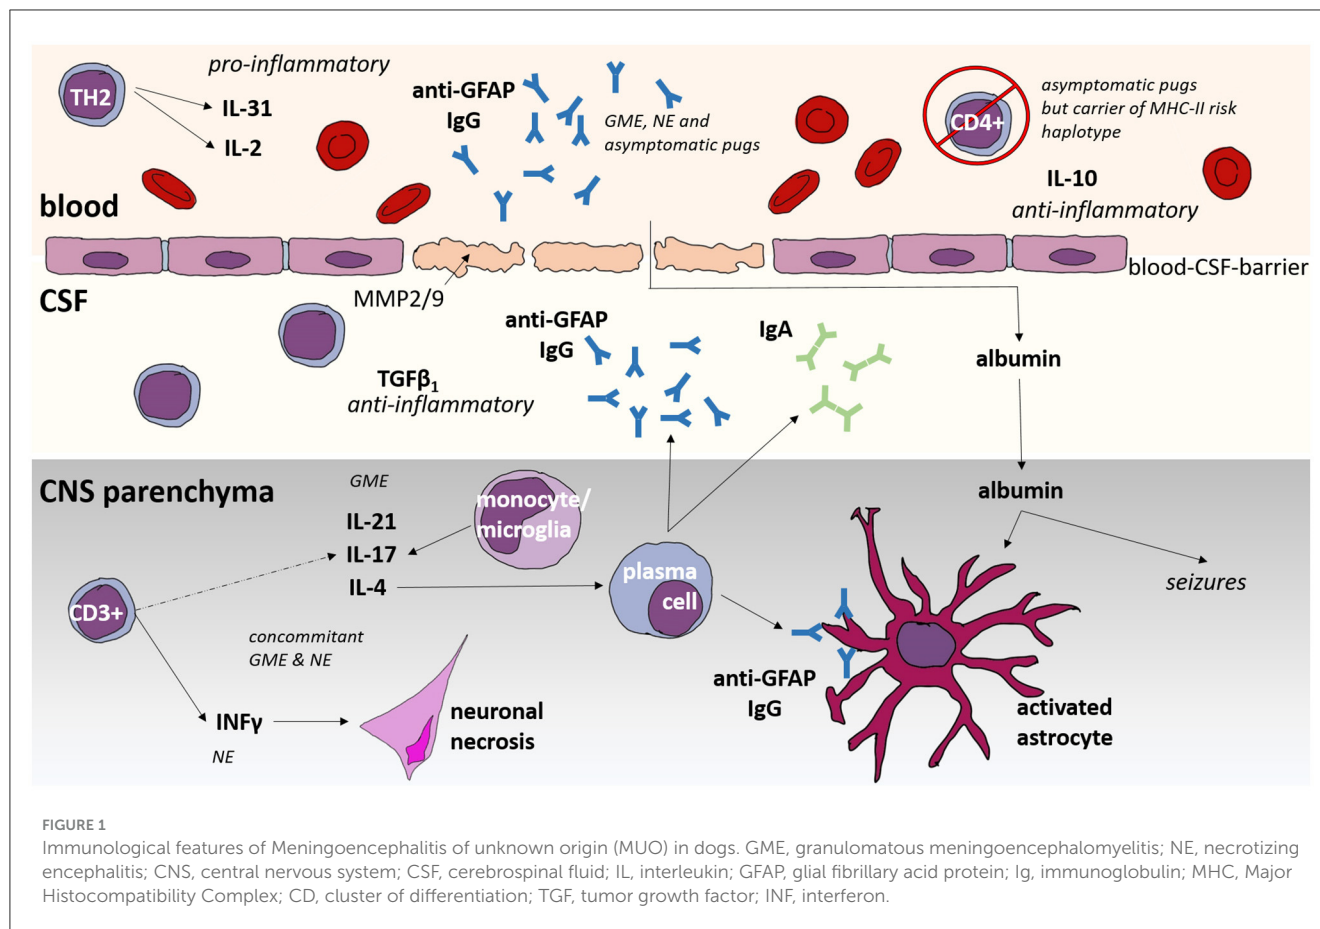 TH2
pro-inflammatory
IL-31
IL-2
anti-GFAP
IgG
GME, NE and
asymptomatic pugs
CD4+
asymptomatic pugs
but carrier of MHC-II risk
haplotype
IL-10
anti-inflammatory
blood
blood-CSF-barrier
CSF
MMP2/9
TGFβ₁
anti-inflammatory
anti-GFAP
IgG
IgA
albumin
CNS parenchyma
GME
IL-21
IL-17
IL-4
monocyte/
microglia
plasma
cell
albumin
seizures
CD3+
concommitant
GME & NE
INFγ
NE
neuronal
necrosis
anti-GFAP
IgG
activated
astrocyte
FIGURE 1
Immunological features of Meningoencephalitis of unknown origin (MUO) in dogs. GME, granulomatous meningoencephalomyelitis; NE, necrotizing
encephalitis; CNS, central nervous system; CSF, cerebrospinal fluid; IL, interleukin; GFAP, glial fibrillary acid protein; Ig, immunoglobulin; MHC, Major
Histocompatibility Complex; CD, cluster of differentiation; TGF, tumor growth factor; INF, interferon.